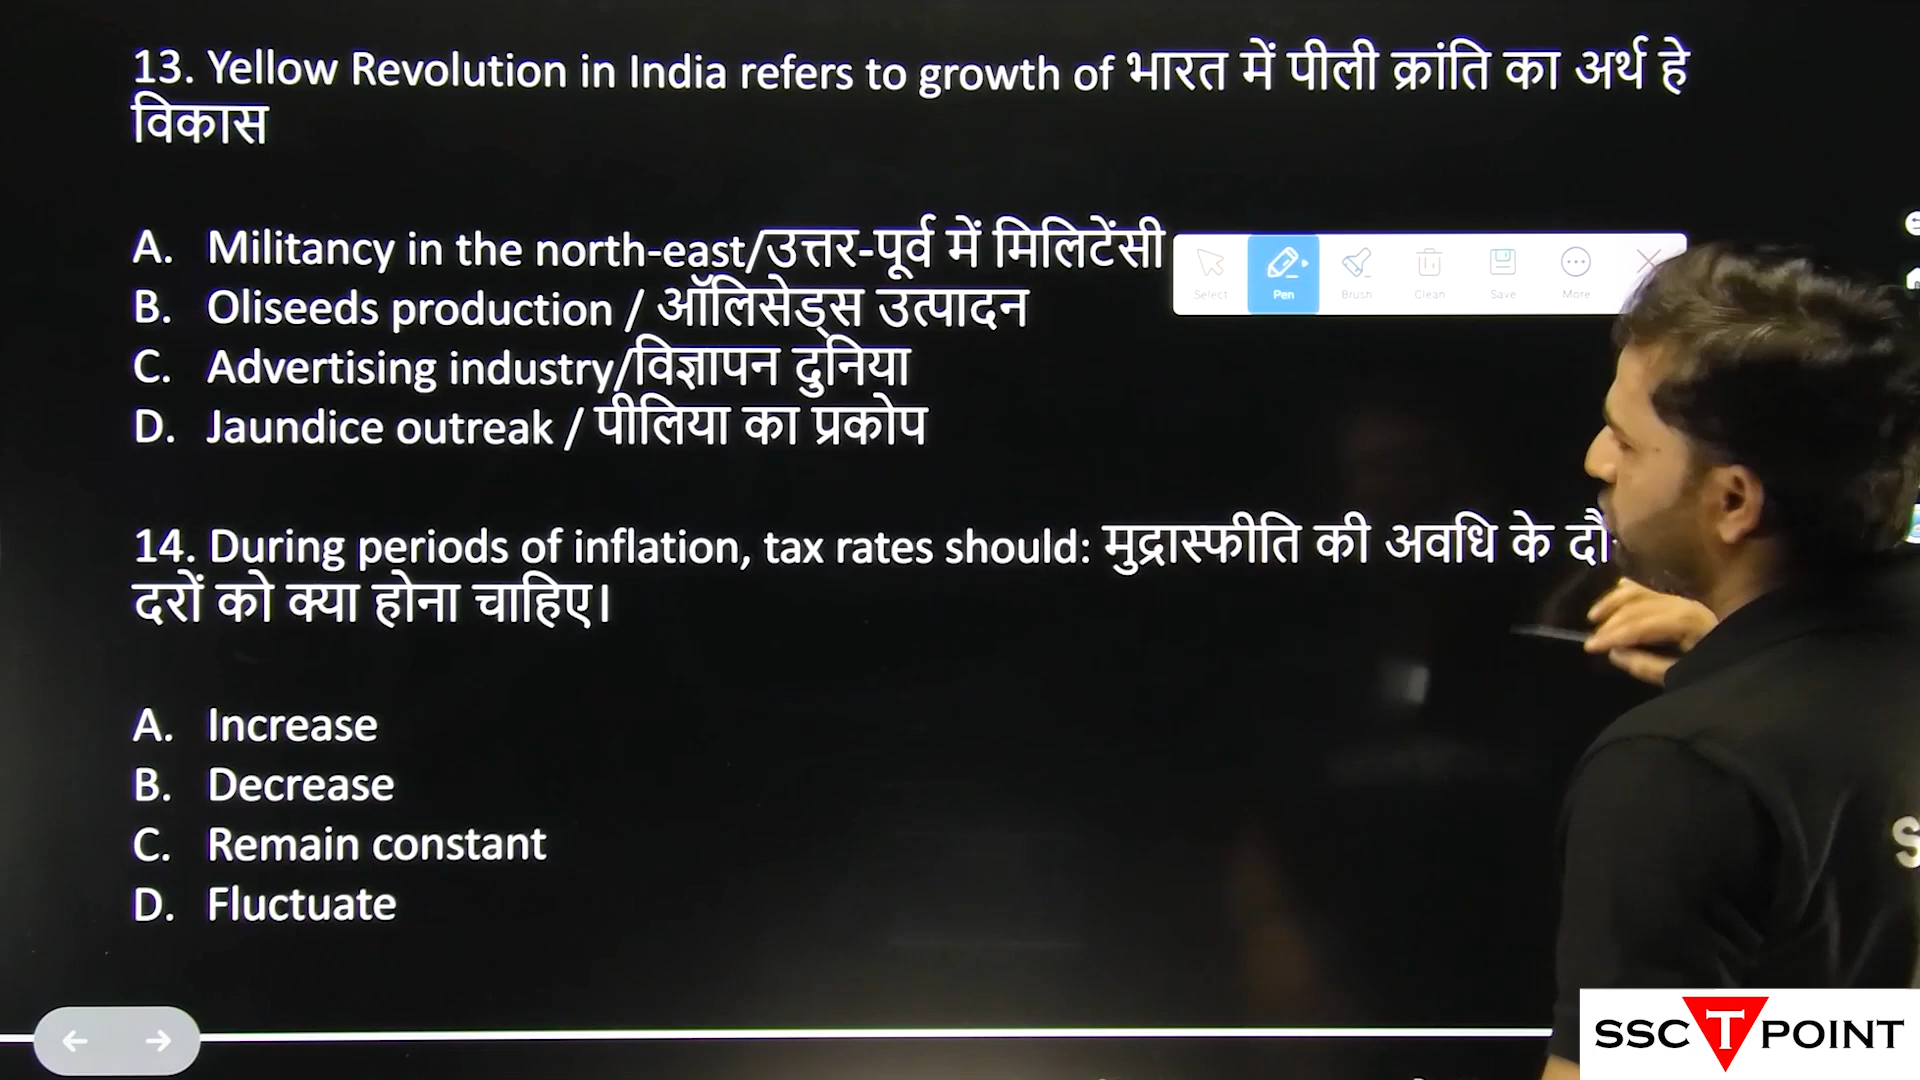 13. Yellow Revolution in India refers to growth of भारत में पीली क्रांति का अर्थ हे
विकास
A. Militancy in the north-east/उत्तर-पूर्व में मिलिटेंसी
B. Oliseeds production / ऑलिसेड्स उत्पादन
C. Advertising industry/विज्ञापन दुनिया
D. Jaundice outreak / पीलिया का प्रकोप
Select Pen Brush Clean Save More
14. During periods of inflation, tax rates should: मुद्रास्फीति की अवधि के
दरों को क्या होना चाहिए।
A. Increase
B. Decrease
C. Remain constant
D. Fluctuate
SSC T POINT